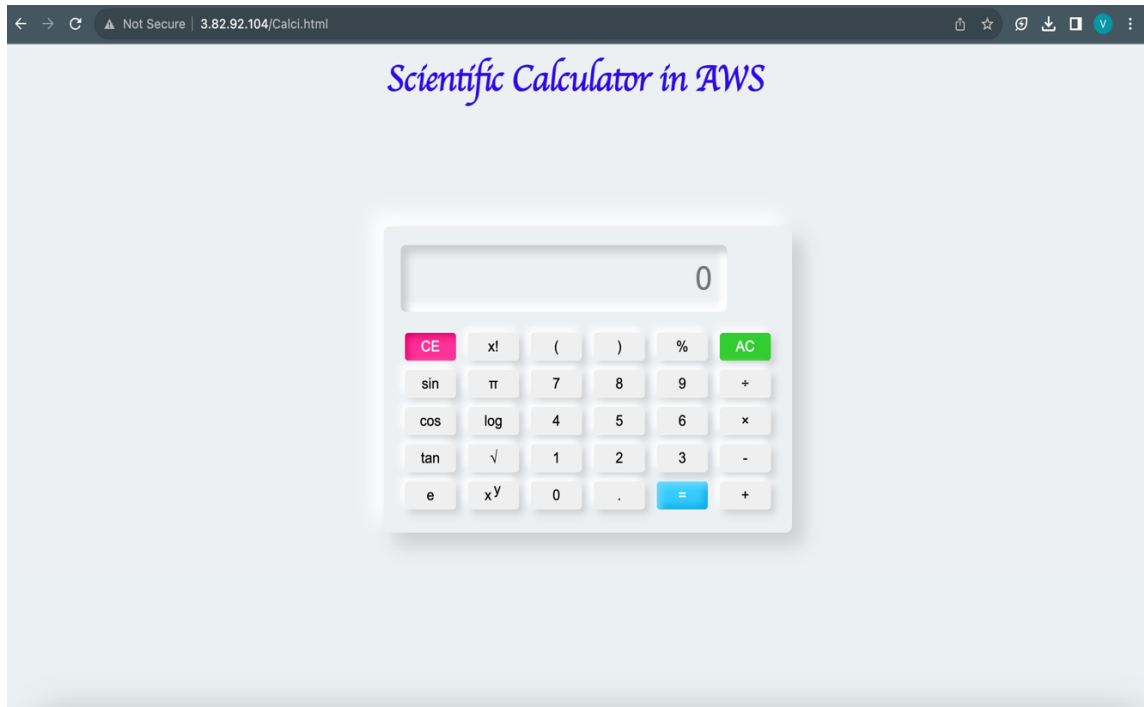 Not Secure | 3.82.92.104/Calci.html
V
Scientific Calculator in AWS
0
CE x! ( ) % AC
sin π 7 8 9 ÷
cos log 4 5 6 ×
tan √ 1 2 3 -
e xy 0 . = +